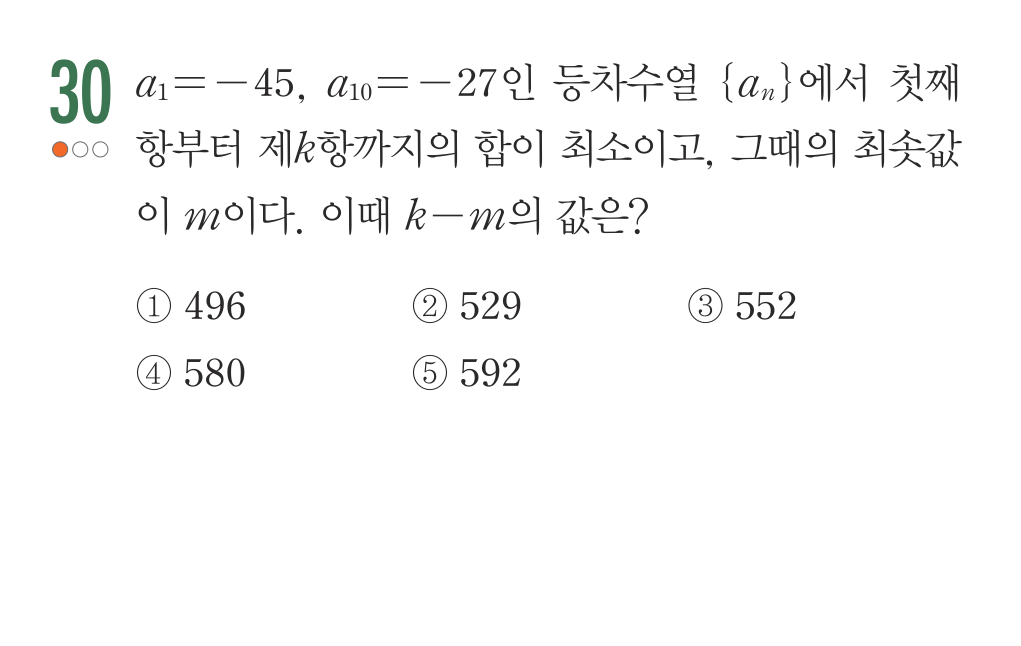 30 a₁=-45, a₁₀=-27인 등차수열 {aₙ}에서 첫째
항부터 제k항까지의 합이 최소이고, 그때의 최솟값
이 m이다. 이때 k-m의 값은?
① 496 ② 529 ③ 552
④ 580 ⑤ 592